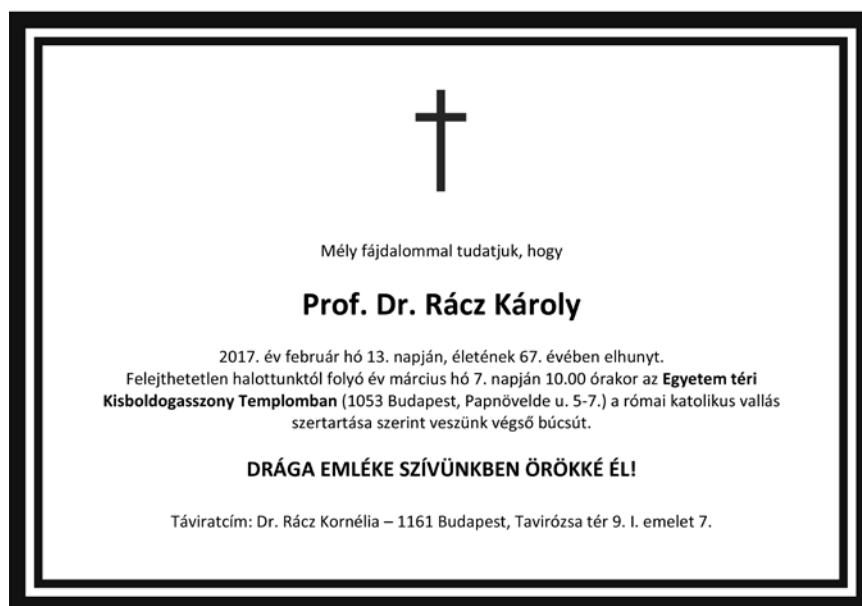 Mély fájdalommal tudatjuk, hogy
Prof. Dr. Rácz Károly
2017. év február hó 13. napján, életének 67. évében elhunyt.
Felejthetetlen halottunktól folyó év március hó 7. napján 10.00 órakor az Egyetem téri
Kisboldogasszony Templomban (1053 Budapest, Papnövelde u. 5-7.) a római katolikus vallás
szertartása szerint veszünk végső búcsút.
DRÁGA EMLÉKE SZÍVÜNKBEN ÖRÖKKÉ ÉL!
Táviratcím: Dr. Rácz Kornélia – 1161 Budapest, Tavirózsa tér 9. I. emelet 7.